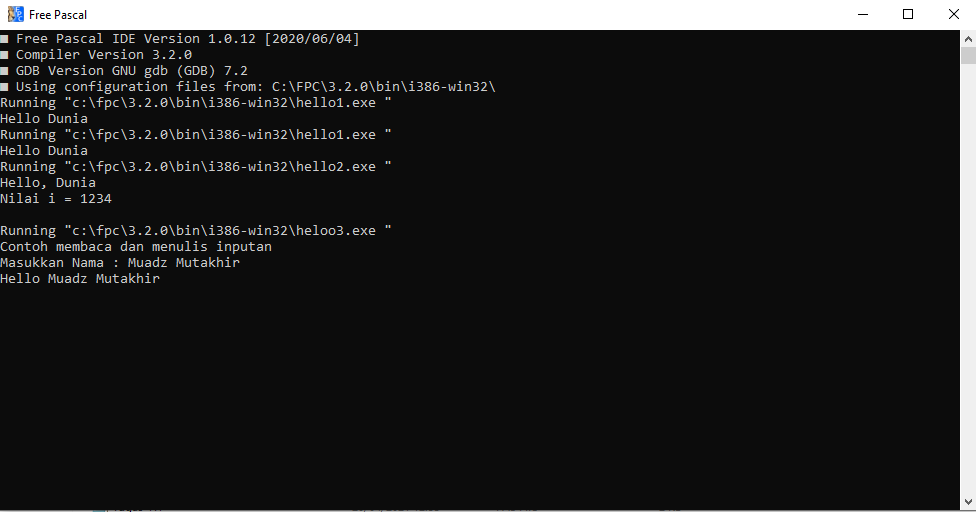 Free Pascal
■ Free Pascal IDE Version 1.0.12 [2020/06/04]
■ Compiler Version 3.2.0
■ GDB Version GNU gdb (GDB) 7.2
■ Using configuration files from: C:\FPC\3.2.0\bin\i386-win32\
Running "c:\fpc\3.2.0\bin\i386-win32\hello1.exe "
Hello Dunia
Running "c:\fpc\3.2.0\bin\i386-win32\hello1.exe "
Hello Dunia
Running "c:\fpc\3.2.0\bin\i386-win32\hello2.exe "
Hello, Dunia
Nilai i = 1234
Running "c:\fpc\3.2.0\bin\i386-win32\heloo3.exe "
Contoh membaca dan menulis inputan
Masukkan Nama : Muadz Mutakhir
Hello Muadz Mutakhir